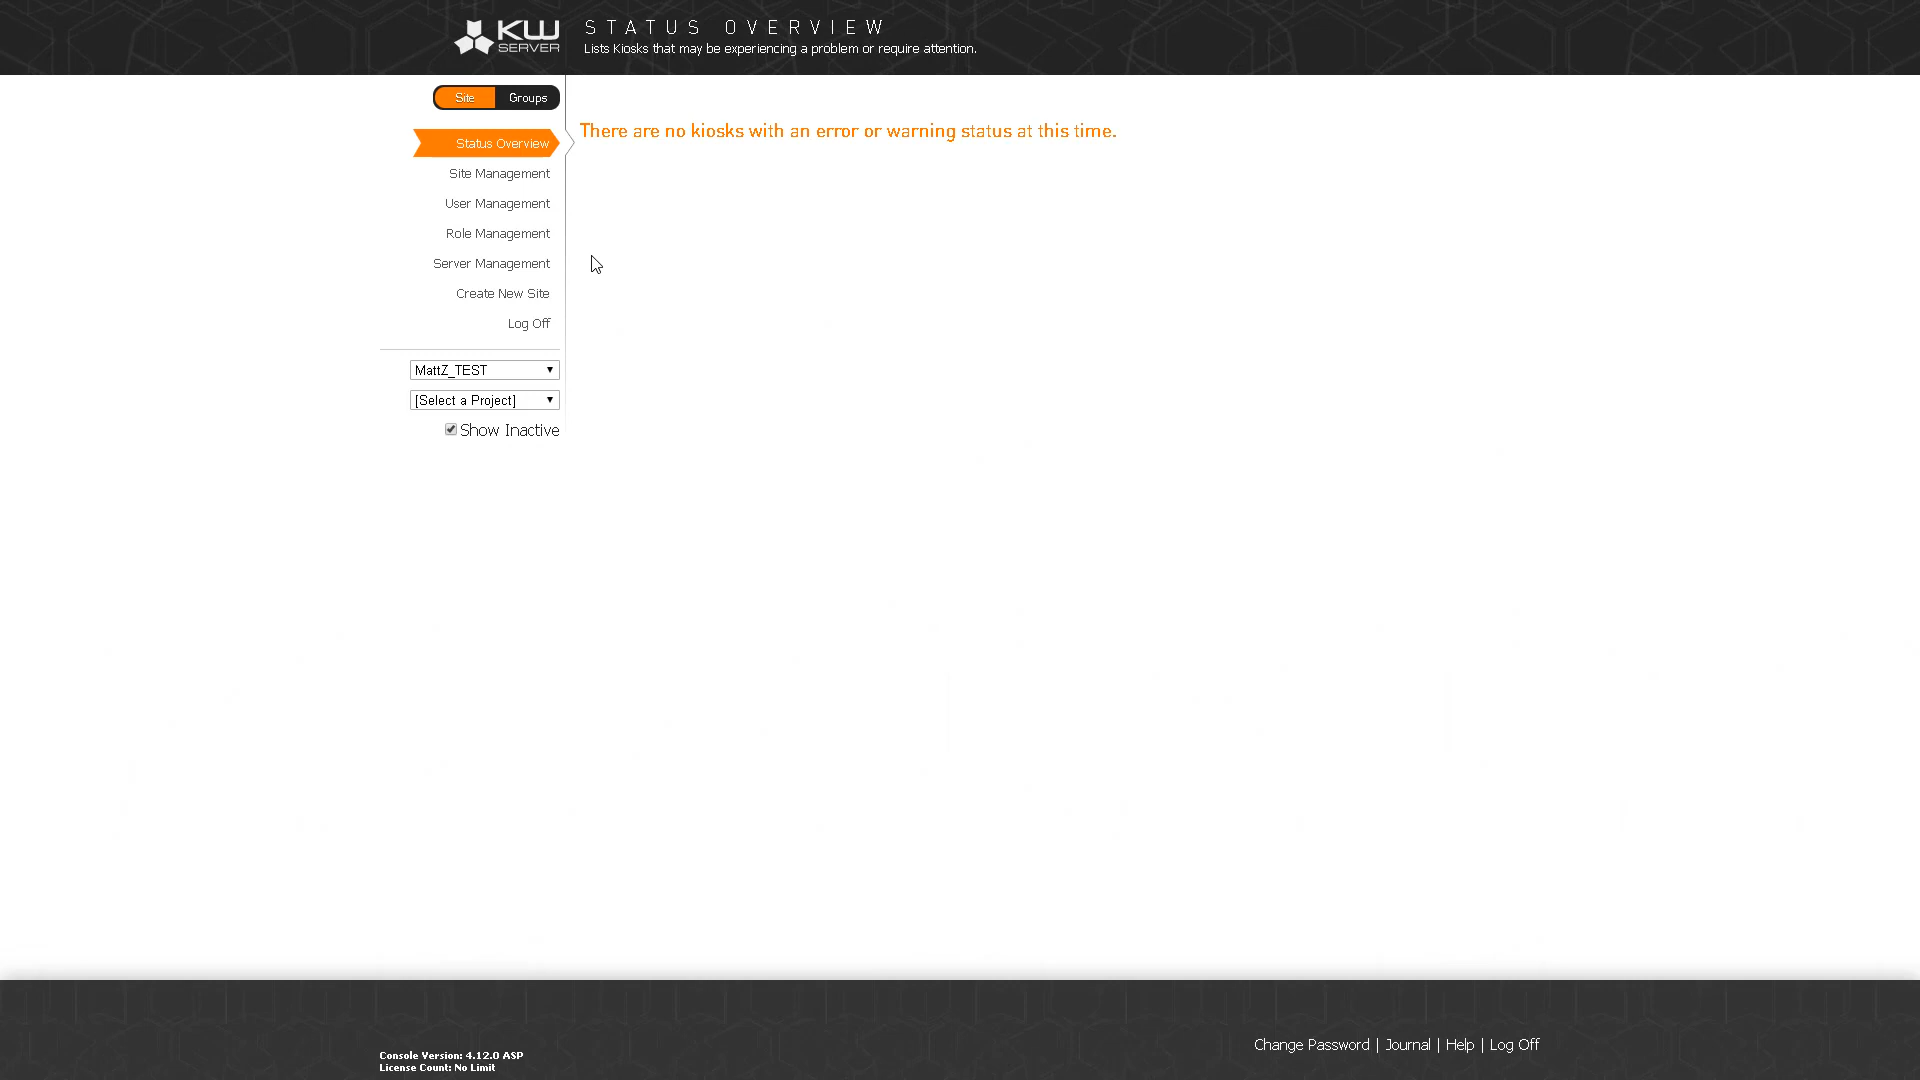 KW
SERVER
STATUS OVERVIEW
Lists Kiosks that may be experiencing a problem or require attention.
Site
Groups
There are no kiosks with an error or warning status at this time.
Status Overview
Site Management
User Management
Role Management
Server Management
Create New Site
Log Off
MattZ_TEST
[Select a Project]
Show Inactive
Change Password | Journal | Help | Log Off
Console Version: 4.12.0 ASP
License Count: No Limit